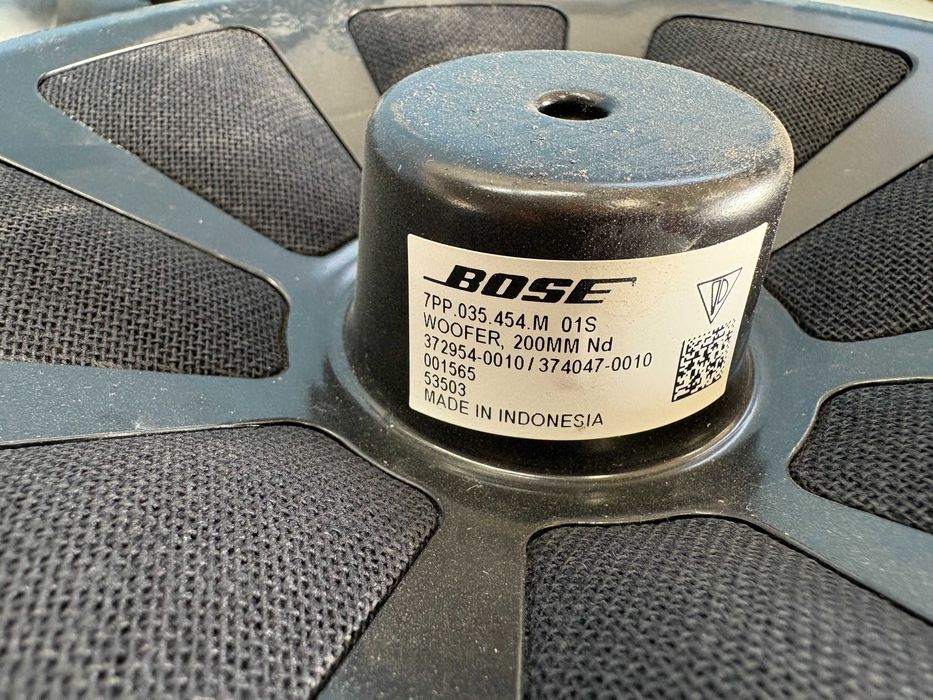 BOSE
7PP.035.454.M 01S
WOOFER, 200MM Nd
372954-0010 / 374047-0010
001565
53503
MADE IN INDONESIA